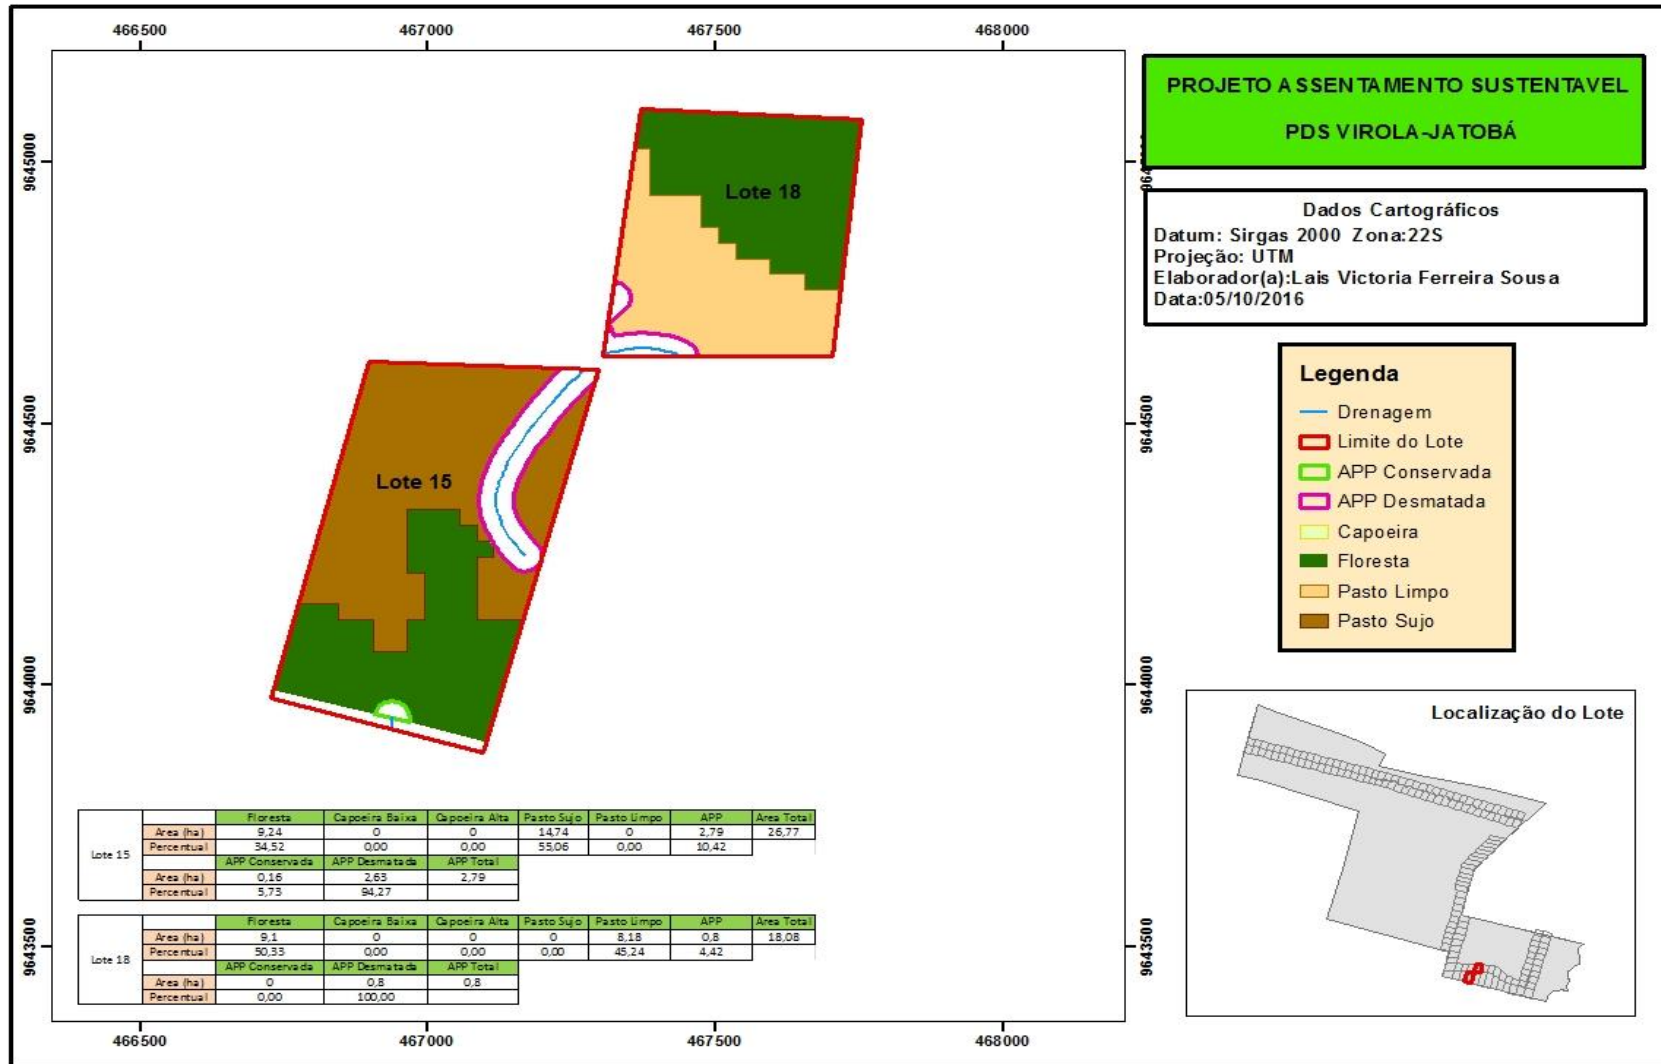 466500 467000 467500 468000
PROJETO ASSENTAMENTO SUSTENTAVEL
PDS VIROLA-JATOBÁ
9645000
Dados Cartográficos
Datum: Sirgas 2000 Zona:22S
Projeção: UTM
Elaborador(a):Lais Victoria Ferreira Sousa
Data:05/10/2016
Lote 18
Legenda
Drenagem
Limite do Lote
APP Conservada
APP Desmatada
Capoeira
Floresta
Pasto Limpo
Pasto Sujo
9644500 9644500
Lote 15
9644000 9644000
Localização do Lote
Lote 15
Floresta Capoeira Baixa Capoeira Alta Pasto Sujo Pasto Limpo APP Area Total
Area (ha) 9,24 0 0 14,74 0 2,79 26,77
Percentual 34,52 0,00 0,00 55,06 0,00 10,42
APP Conservada APP Desmatada APP Total
Area (ha) 0,16 2,63 2,79
Percentual 5,73 94,27
Lote 18
Floresta Capoeira Baixa Capoeira Alta Pasto Sujo Pasto Limpo APP Area Total
Area (ha) 9,1 0 0 0 8,18 0,8 18,08
Percentual 50,33 0,00 0,00 0,00 45,24 4,42
APP Conservada APP Desmatada APP Total
Area (ha) 0 0,8 0,8
Percentual 0,00 100,00
9643500 9643500
466500 467000 467500 468000